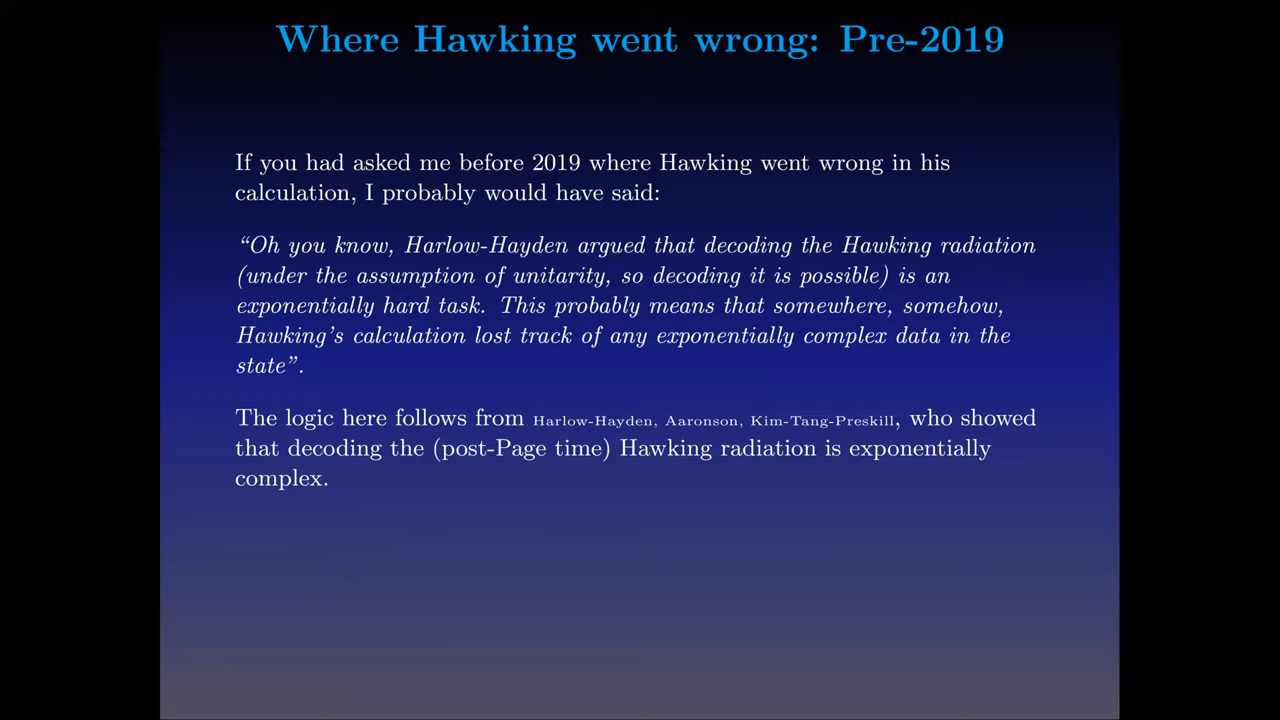 Where Hawking went wrong: Pre-2019
If you had asked me before 2019 where Hawking went wrong in his
calculation, I probably would have said:
“Oh you know, Harlow-Hayden argued that decoding the Hawking radiation
(under the assumption of unitarity, so decoding it is possible) is an
exponentially hard task. This probably means that somewhere, somehow,
Hawking’s calculation lost track of any exponentially complex data in the
state”.
The logic here follows from Harlow-Hayden, Aaronson, Kim-Tang-Preskill, who showed
that decoding the (post-Page time) Hawking radiation is exponentially
complex.